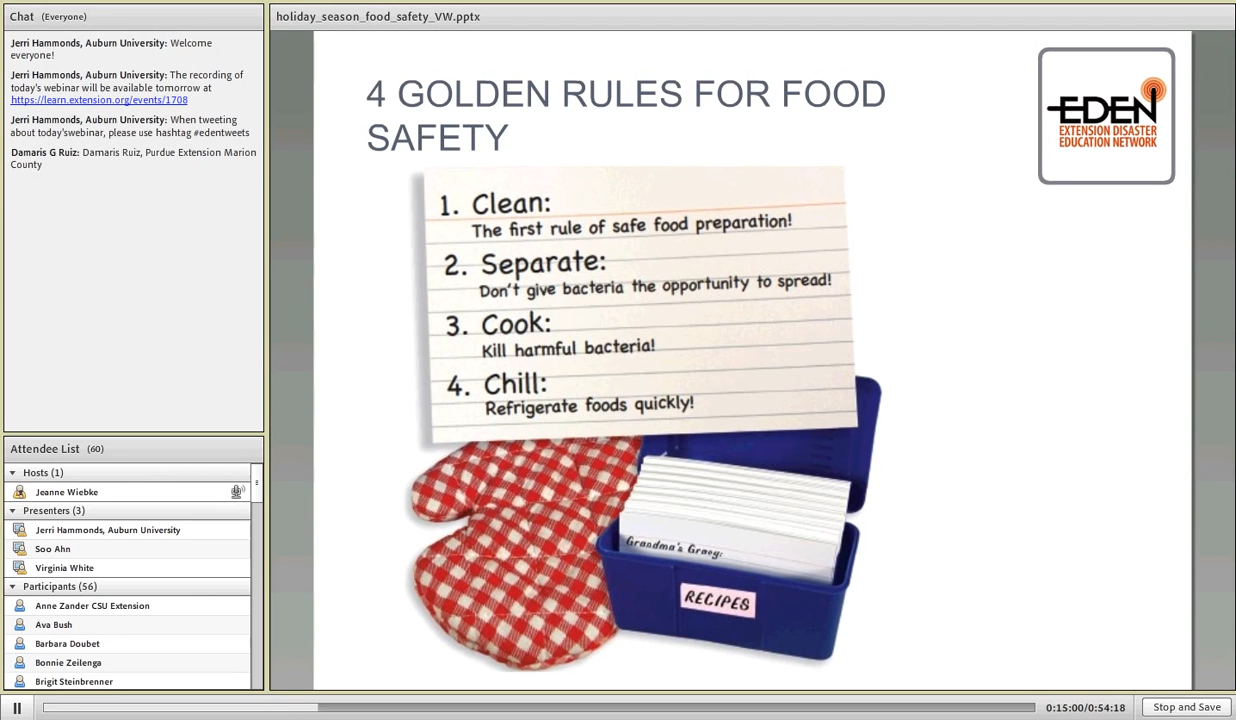 Chat (Everyone)
Jerri Hammonds, Auburn University: Welcome
everyone!
Jerri Hammonds, Auburn University: The recording of
today's webinar will be available tomorrow at
https://learn.extension.org/events/1708
Jerri Hammonds, Auburn University: When tweeting
about today'swebinar, please use hashtag #edentweets
Damaris G Ruiz: Damaris Ruiz, Purdue Extension Marion
County
Attendee List (60)
Hosts (1)
Jeanne Wiebke
Presenters (3)
Jerri Hammonds, Auburn University
Soo Ahn
Virginia White
Participants (56)
Anne Zander CSU Extension
Ava Bush
Barbara Doubet
Bonnie Zeilenga
Brigit Steinbrenner
holiday_season_food_safety_VW.pptx
4 GOLDEN RULES FOR FOOD
SAFETY
EDEN
EXTENSION DISASTER
EDUCATION NETWORK
1. Clean:
The first rule of safe food preparation!
2. Separate:
Don't give bacteria the opportunity to spread!
3. Cook:
Kill harmful bacteria!
4. Chill:
Refrigerate foods quickly!
Grandma's Gravy:
RECIPES
0:15:00/0:54:18
Stop and Save